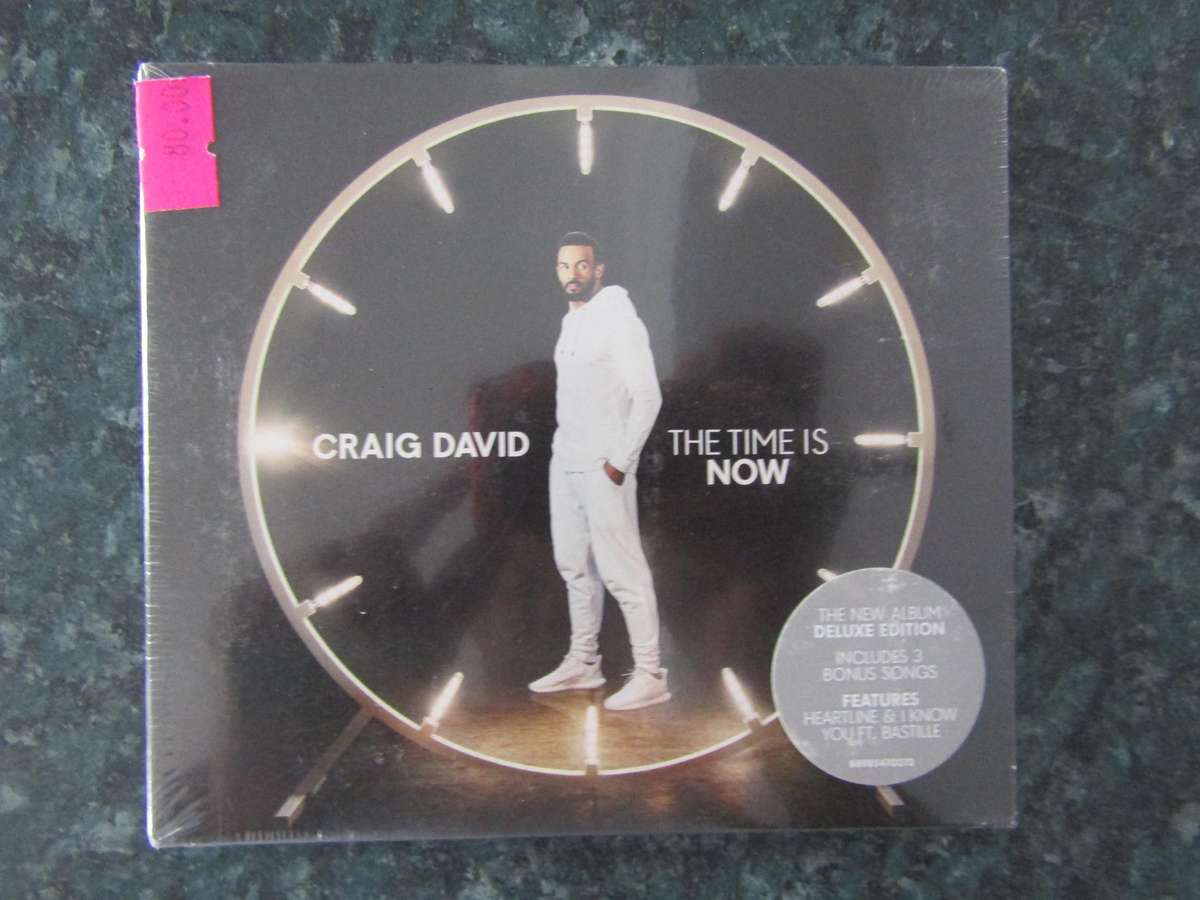 80.00
CRAIG DAVID
THE TIME IS
NOW
THE NEW ALBUM
DELUXE EDITION
INCLUDES 3
BONUS SONGS
FEATURES
HEARTLINE & I KNOW
YOU FT. BASTILLE